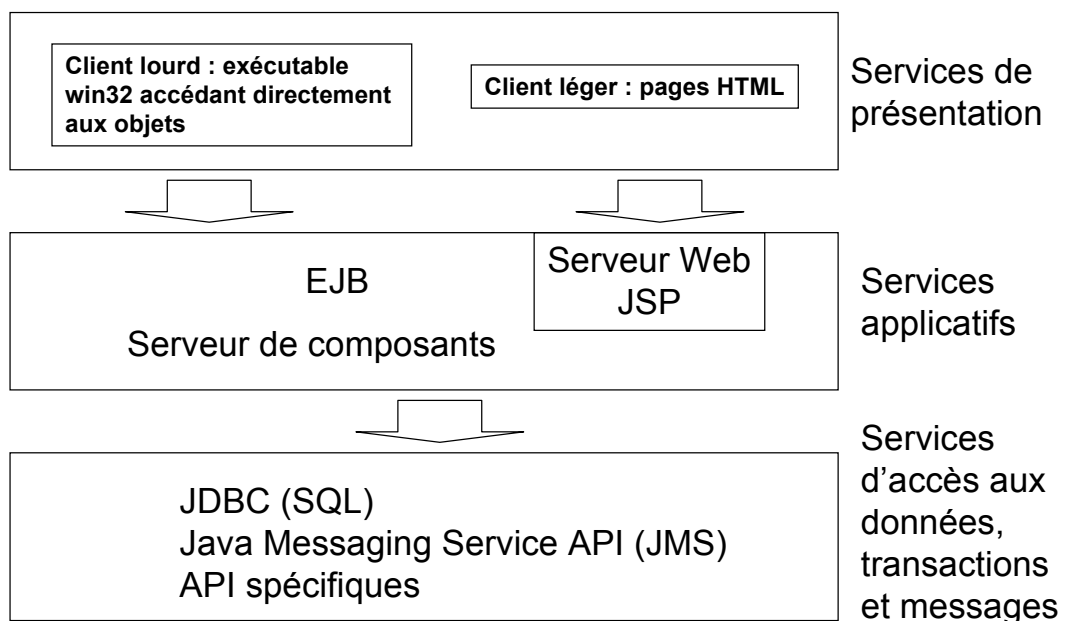 Client lourd : exécutable
win32 accédant directement
aux objets
Client léger : pages HTML
Services de
présentation
EJB
Serveur de composants
Serveur Web
JSP
Services
applicatifs
JDBC (SQL)
Java Messaging Service API (JMS)
API spécifiques
Services
d’accès aux
données,
transactions
et messages